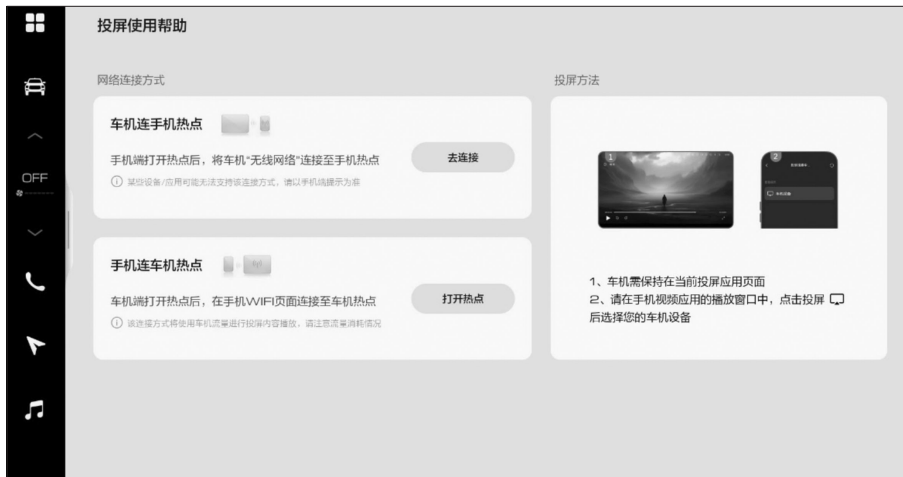 投屏使用帮助
网络连接方式
车机连手机热点
手机端打开热点后，将车机“无线网络”连接至手机热点
某些设备/应用可能无法支持该连接方式，请以手机端提示为准
去连接
手机连车机热点
车机端打开热点后，在手机WIFI页面连接至车机热点
该连接方式将使用车机流量进行投屏内容播放，请注意流量消耗情况
打开热点
投屏方法
1
2
1、车机需保持在当前投屏应用页面
2、请在手机视频应用的播放窗口中，点击投屏
后选择您的车机设备
OFF